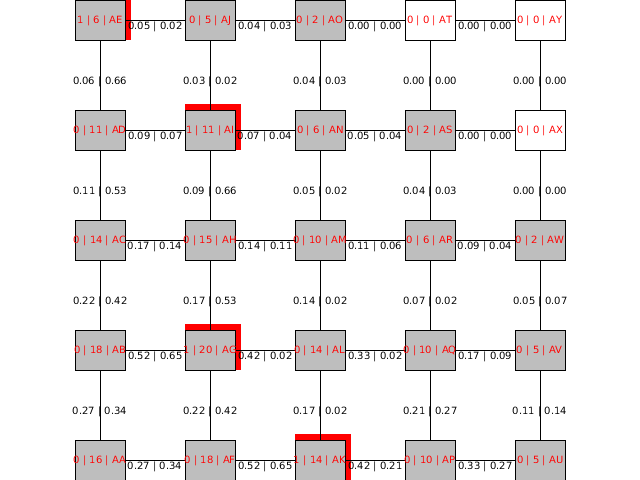 1 | 6 | AE 0.05 | 0.02 0 | 5 | AJ 0.04 | 0.03 0 | 2 | AO 0.00 | 0.00 0 | 0 | AT 0.00 | 0.00 0 | 0 | AY
0.06 | 0.66 0.03 | 0.02 0.04 | 0.03 0.00 | 0.00 0.00 | 0.00
0 | 11 | AD 0.09 | 0.07 1 | 11 | AI 0.07 | 0.04 0 | 6 | AN 0.05 | 0.04 0 | 2 | AS 0.00 | 0.00 0 | 0 | AX
0.11 | 0.53 0.09 | 0.66 0.05 | 0.02 0.04 | 0.03 0.00 | 0.00
0 | 14 | AC 0.17 | 0.14 0 | 15 | AH 0.14 | 0.11 0 | 10 | AM 0.11 | 0.06 0 | 6 | AR 0.09 | 0.04 0 | 2 | AW
0.22 | 0.42 0.17 | 0.53 0.14 | 0.02 0.07 | 0.02 0.05 | 0.07
0 | 18 | AB 0.52 | 0.65 1 | 20 | AG 0.42 | 0.02 0 | 14 | AL 0.33 | 0.02 0 | 10 | AQ 0.17 | 0.09 0 | 5 | AV
0.27 | 0.34 0.22 | 0.42 0.17 | 0.02 0.21 | 0.27 0.11 | 0.14
0 | 16 | AA 0.27 | 0.34 0 | 18 | AF 0.52 | 0.65 1 | 14 | AK 0.42 | 0.21 0 | 10 | AP 0.33 | 0.27 0 | 5 | AU